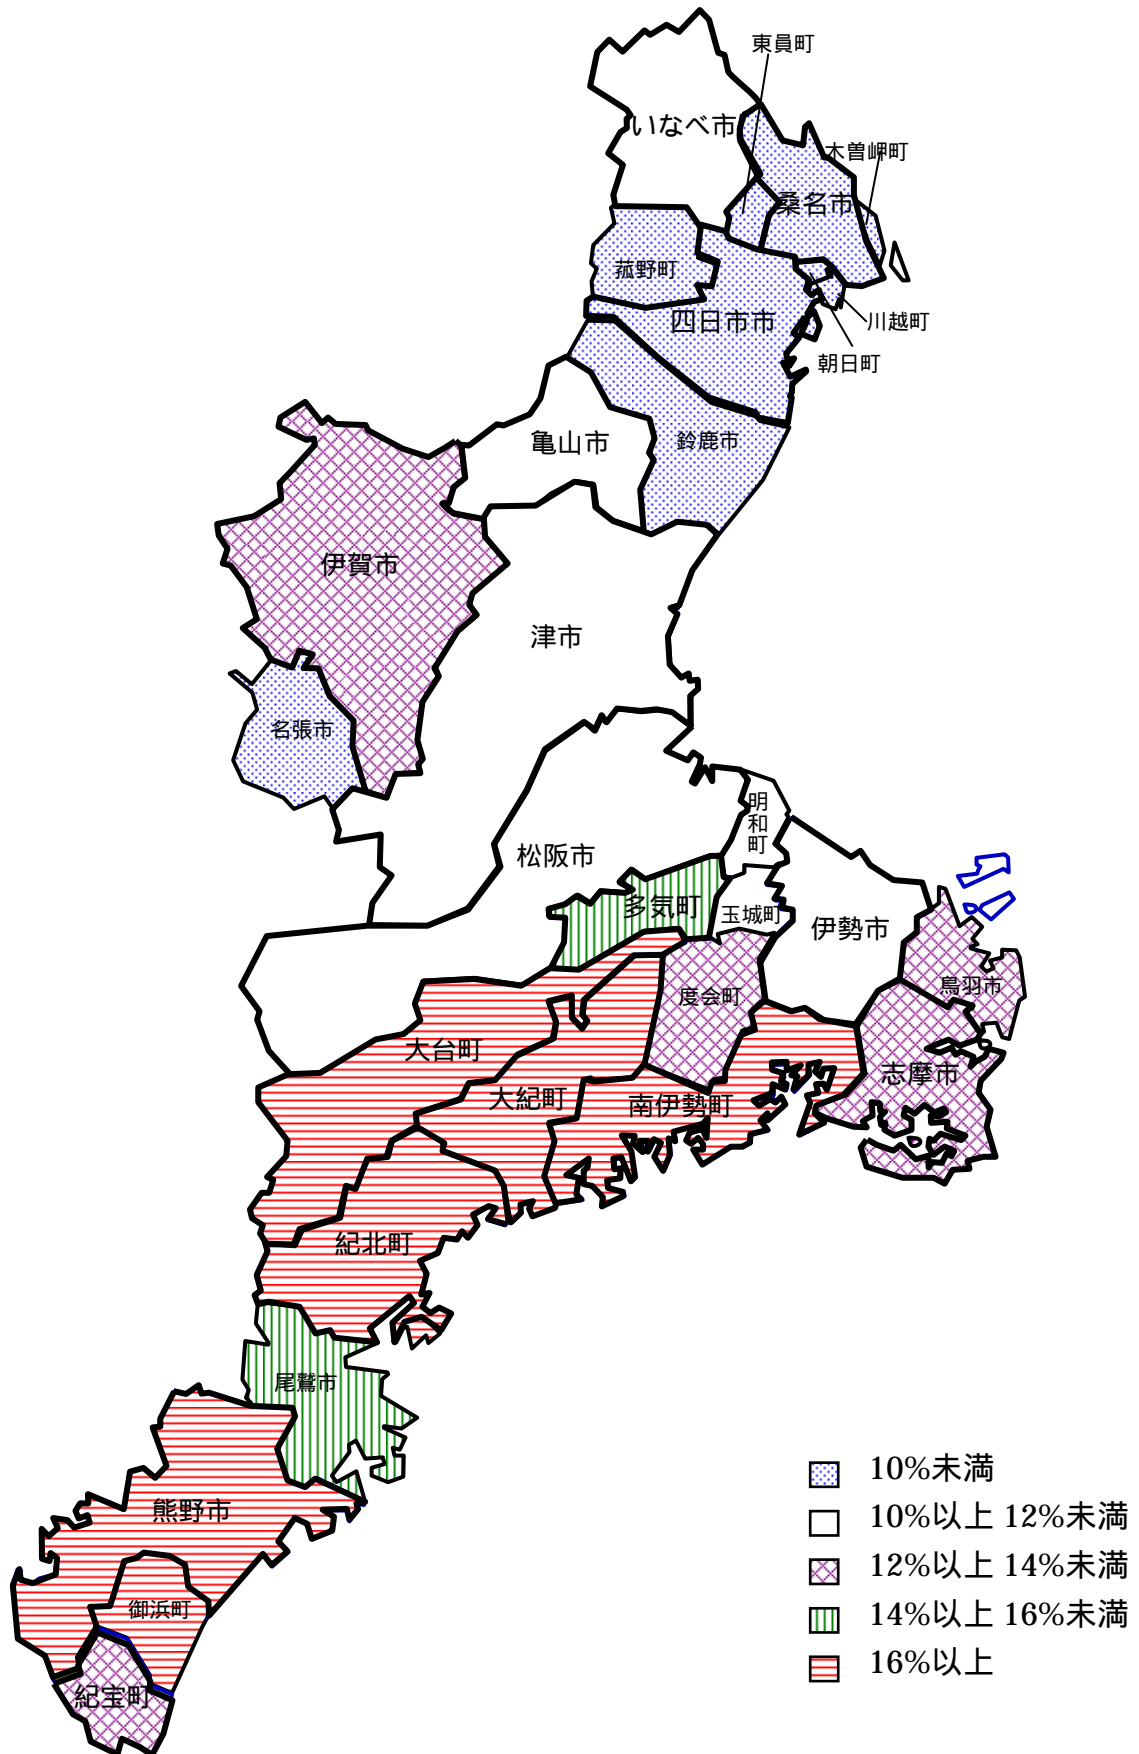 東員町
いなべ市
木曽岬町
桑名市
菰野町
四日市市
川越町
朝日町
亀山市
鈴鹿市
伊賀市
津市
名張市
明和町
松阪市
多気町
玉城町
伊勢市
鳥羽市
度会町
大台町
志摩市
大紀町
南伊勢町
紀北町
尾鷲市
熊野市
御浜町
紀宝町
10%未満
10%以上 12%未満
12%以上 14%未満
14%以上 16%未満
16%以上